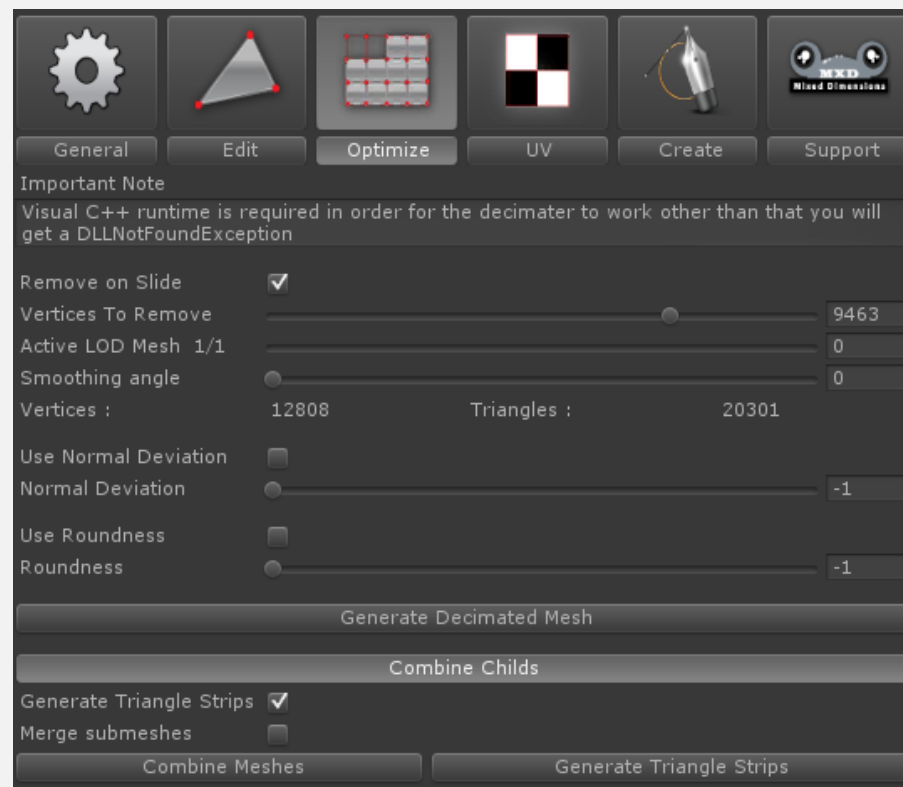 MXD
Mixed Dimensions
General Edit Optimize UV Create Support
Important Note
Visual C++ runtime is required in order for the decimater to work other than that you will
get a DLLNotFoundException
Remove on Slide
Vertices To Remove 9463
Active LOD Mesh 1/1 0
Smoothing angle 0
Vertices : 12808 Triangles : 20301
Use Normal Deviation
Normal Deviation -1
Use Roundness
Roundness -1
Generate Decimated Mesh
Combine Childs
Generate Triangle Strips
Merge submeshes
Combine Meshes Generate Triangle Strips